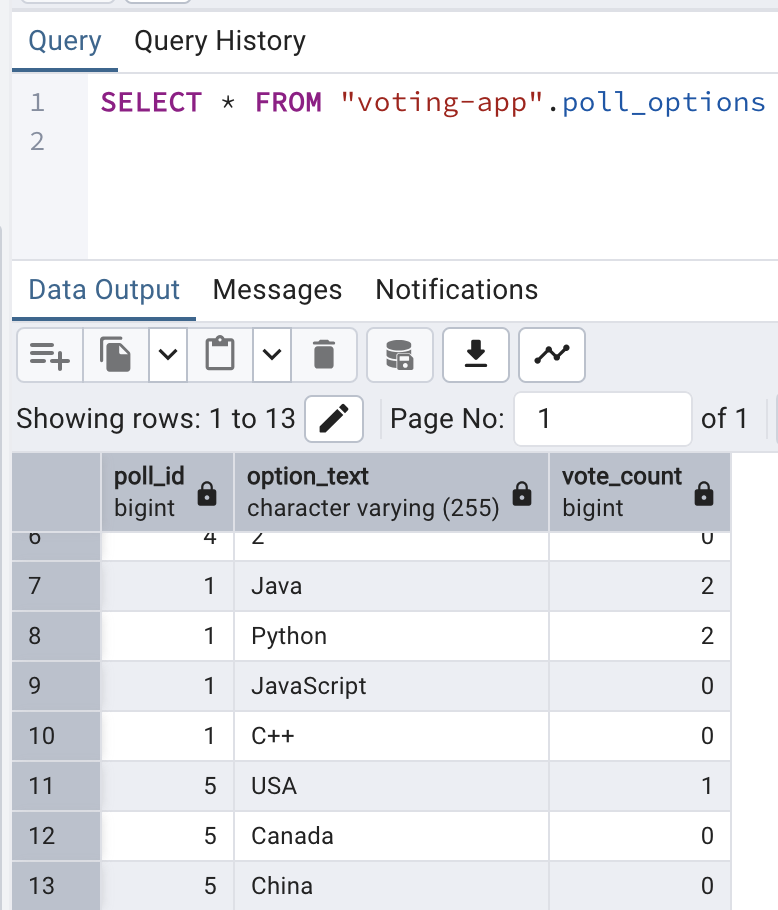 Query Query History
1 SELECT * FROM "voting-app".poll_options
2
Data Output Messages Notifications
Showing rows: 1 to 13 Page No: 1 of 1
poll_id option_text vote_count
bigint character varying (255) bigint
6 4 2 0
7 1 Java 2
8 1 Python 2
9 1 JavaScript 0
10 1 C++ 0
11 5 USA 1
12 5 Canada 0
13 5 China 0